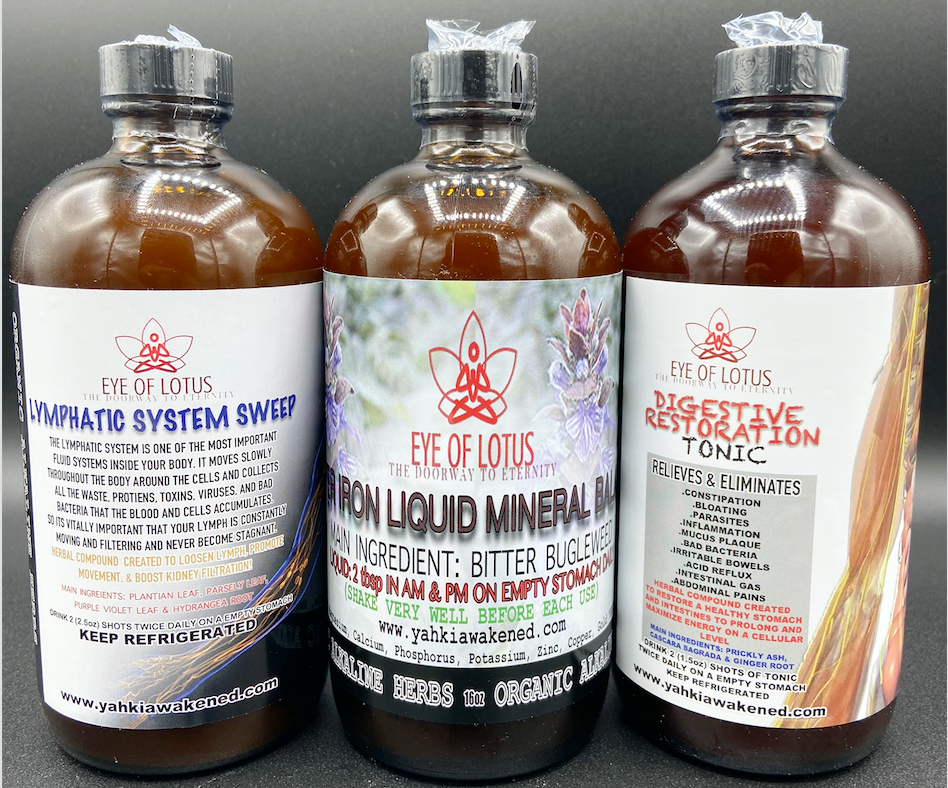 EYE OF LOTUS
THE DOORWAY TO ETERNITY
LYMPHATIC SYSTEM SWEEP
THE LYMPHATIC SYSTEM IS ONE OF THE MOST IMPORTANT
FLUID SYSTEMS INSIDE YOUR BODY. IT MOVES SLOWLY
THROUGHOUT THE BODY AROUND THE CELLS AND COLLECTS
ALL THE WASTE, PROTIENS, TOXINS, VIRUSES, AND BAD
BACTERIA THAT THE BLOOD AND CELLS ACCUMULATES,
SO ITS VITALLY IMPORTANT THAT YOUR LYMPH IS CONSTANTLY
MOVING AND FILTERING AND NEVER BECOME STAGNANT.
HERBAL COMPOUND CREATED TO LOOSEN LYMPH, PROMOTE
MOVEMENT, & BOOST KIDNEY FILTRATION!
MAIN INGRIENTS: PLANTIAN LEAF, PARSELY LEAF,
PURPLE VIOLET LEAF & HYDRANGEA ROOT
DRINK 2 (2.5oz) SHOTS TWICE DAILY ON A EMPTY STOMACH
KEEP REFRIGERATED
www.yahkiawakened.com
ORGANIC
EYE OF LOTUS
THE DOORWAY TO ETERNITY
IRON LIQUID MINERAL BAL
AIN INGREDIENT: BITTER BUGLEWEED
QUID: 2 tbsp IN AM & PM ON EMPTY STOMACH DAI
(SHAKE VERY WELL BEFORE EACH USE)
www.yahkiawakened.com
ium, Calcium, Phosphorus, Potassium, Zinc, Copper, Gold
ALKALINE HERBS 16oz ORGANIC ALKAL
EYE OF LOTUS
THE DOORWAY TO ETERNITY
DIGESTIVE
RESTORATION
TONIC
RELIEVES & ELIMINATES
.CONSTIPATION
.BLOATING
.PARASITES
.INFLAMMATION
.MUCUS PLAQUE
.BAD BACTERIA
.IRRITABLE BOWELS
.ACID REFLUX
.INTESTINAL GAS
.ABDOMINAL PAINS
HERBAL COMPOUND CREATED
TO RESTORE A HEALTHY STOMACH
AND INTESTINES TO PROLONG AND
MAXIMIZE ENERGY ON A CELLULAR
LEVEL
MAIN INGREDIENTS: PRICKLY ASH,
CASCARA SAGRADA & GINGER ROOT
DRINK 2 (1.5oz) SHOTS OF TONIC
TWICE DAILY ON A EMPTY STOMACH
KEEP REFRIGERATED
www.yahkiawakened.com